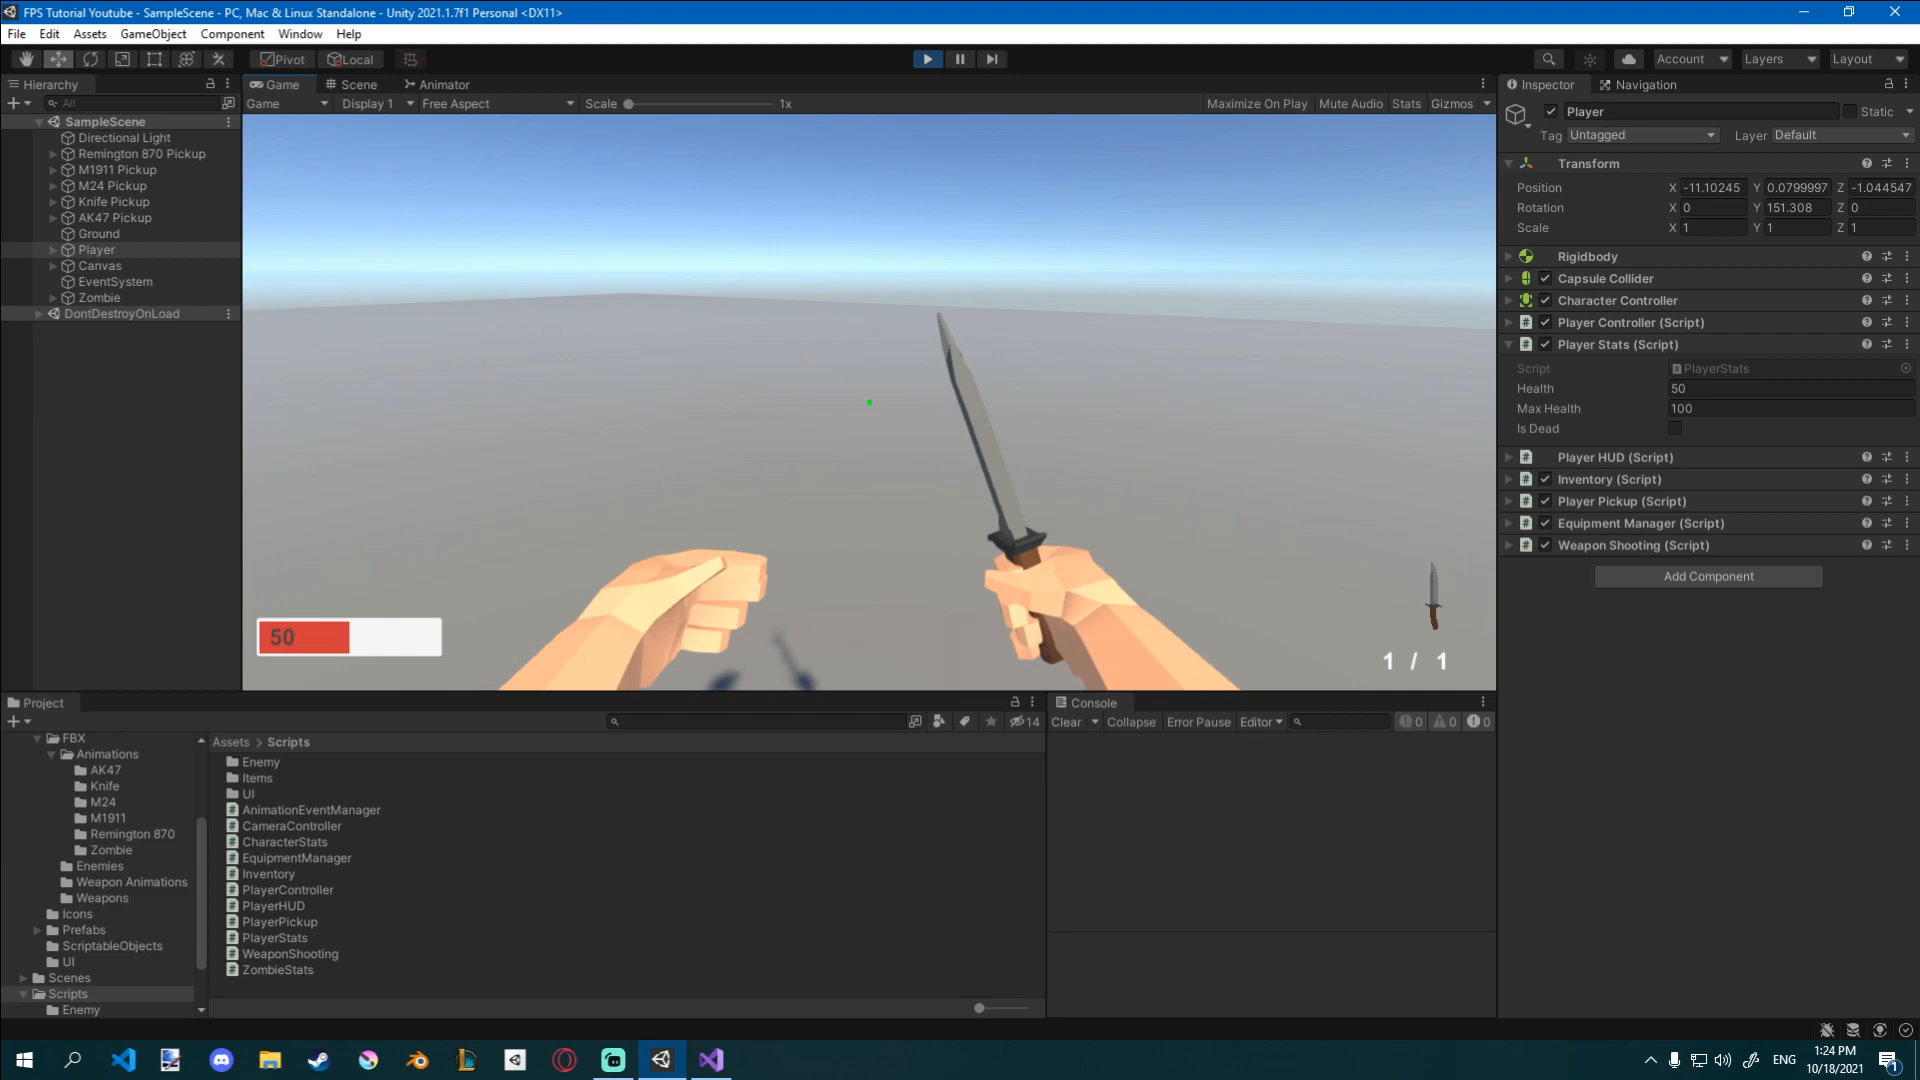 FPS Tutorial Youtube - SampleScene - PC, Mac & Linux Standalone - Unity 2021.1.7f1 Personal <DX11>
File Edit Assets GameObject Component Window Help
Pivot Local Account Layers Layout
Hierarchy
All
SampleScene
Directional Light
Remington 870 Pickup
M1911 Pickup
M24 Pickup
Knife Pickup
AK47 Pickup
Ground
Player
Canvas
EventSystem
Zombie
DontDestroyOnLoad
Game Scene Animator
Game Display 1 Free Aspect Scale 1x Maximize On Play Mute Audio Stats Gizmos
50
1 / 1
Inspector Navigation
Player Static
Tag Untagged Layer Default
Transform
Position X -11.10245 Y 0.0799997 Z -1.044547
Rotation X 0 Y 151.308 Z 0
Scale X 1 Y 1 Z 1
Rigidbody
Capsule Collider
Character Controller
Player Controller (Script)
Player Stats (Script)
Script PlayerStats
Health 50
Max Health 100
Is Dead
Player HUD (Script)
Inventory (Script)
Player Pickup (Script)
Equipment Manager (Script)
Weapon Shooting (Script)
Add Component
Project
14
FBX
Animations
AK47
Knife
M24
M1911
Remington 870
Zombie
Enemies
Weapon Animations
Weapons
Icons
Prefabs
ScriptableObjects
UI
Scenes
Scripts
Enemy
Assets > Scripts
Enemy
Items
UI
AnimationEventManager
CameraController
CharacterStats
EquipmentManager
Inventory
PlayerController
PlayerHUD
PlayerPickup
PlayerStats
WeaponShooting
ZombieStats
Console
Clear Collapse Error Pause Editor 0 0 0
ENG
1:24 PM
10/18/2021
1